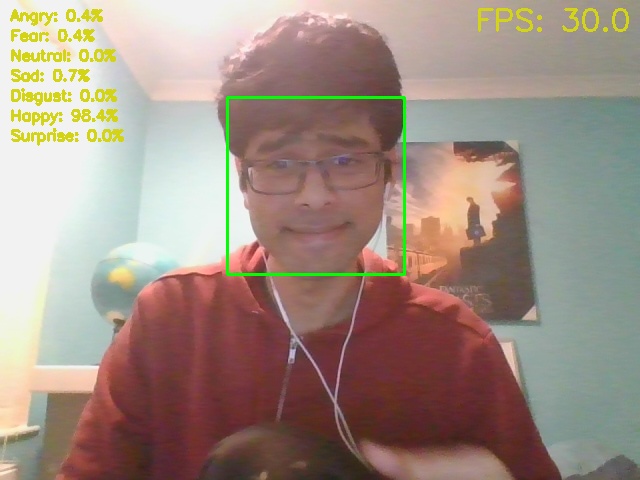 Angry: 0.4%
FPS: 30.0
Fear: 0.4%
Neutral: 0.0%
Sad: 0.7%
Disgust: 0.0%
Happy: 98.4%
Surprise: 0.0%
FANTASTIC